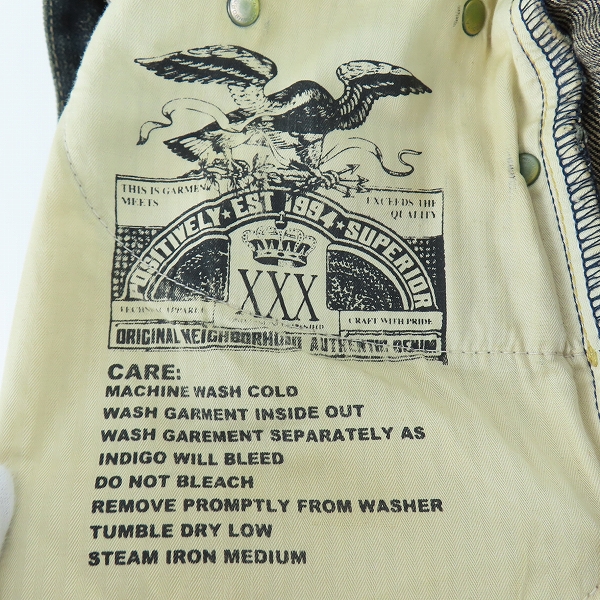 THIS IS GARMENT
MEETS
EXCEEDS THE
QUALITY
POSITIVELY ★ EST 1994 ★ SUPERIOR
XXX
CRAFT WITH PRIDE
ORIGINAL NEIGHBORHOOD AUTHENTIC DENIM
CARE:
MACHINE WASH COLD
WASH GARMENT INSIDE OUT
WASH GAREMENT SEPARATELY AS
INDIGO WILL BLEED
DO NOT BLEACH
REMOVE PROMPTLY FROM WASHER
TUMBLE DRY LOW
STEAM IRON MEDIUM